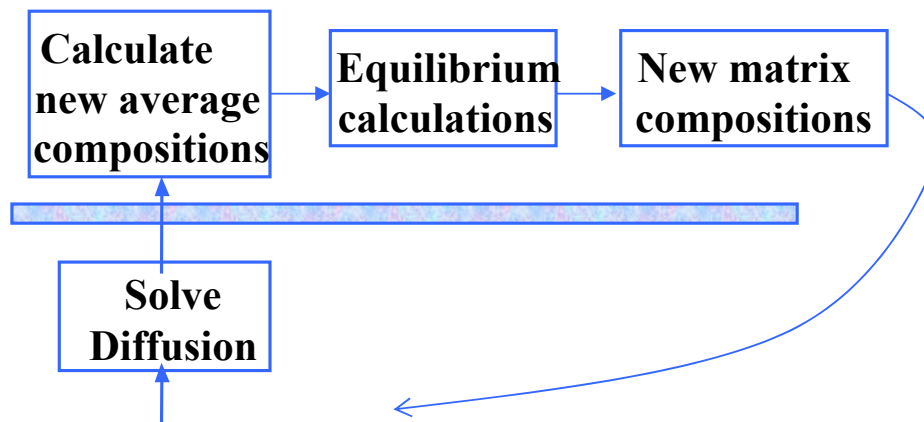 Calculate
new average
compositions
Equilibrium
calculations
New matrix
compositions
Solve
Diffusion